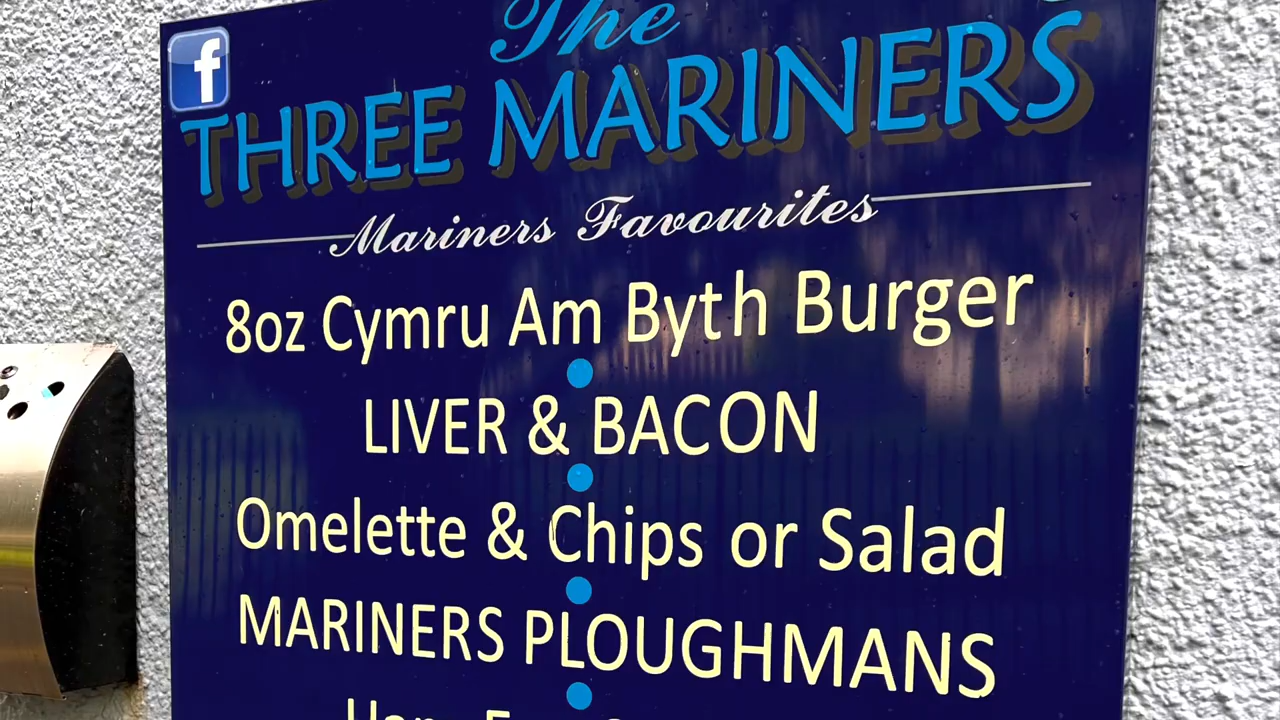 f
The
THREE MARINERS
Mariners Favourites
8oz Cymru Am Byth Burger
LIVER & BACON
Omelette & Chips or Salad
MARINERS PLOUGHMANS